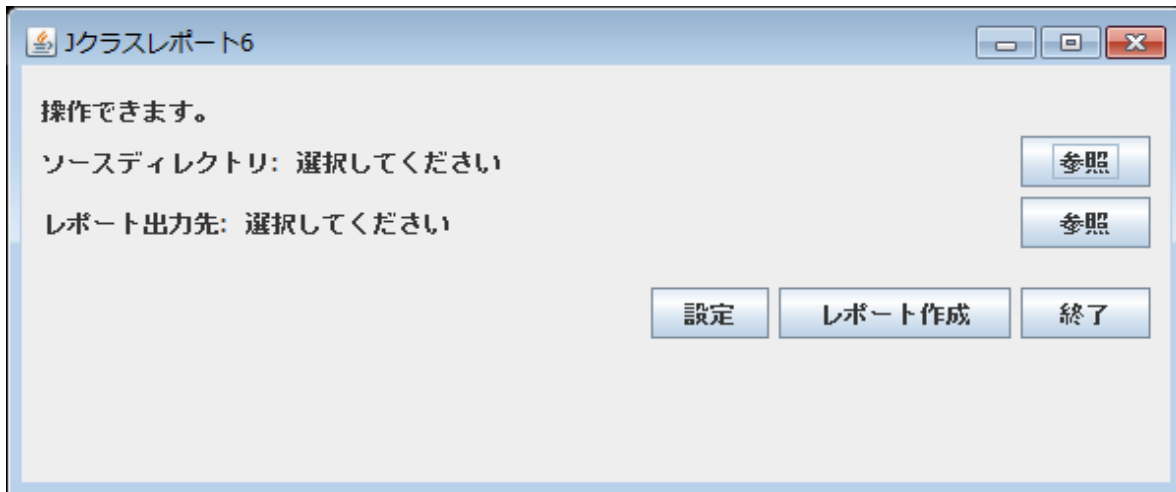 Jクラスレポート6
操作できます。
ソースディレクトリ: 選択してください 参照
レポート出力先: 選択してください 参照
設定 レポート作成 終了